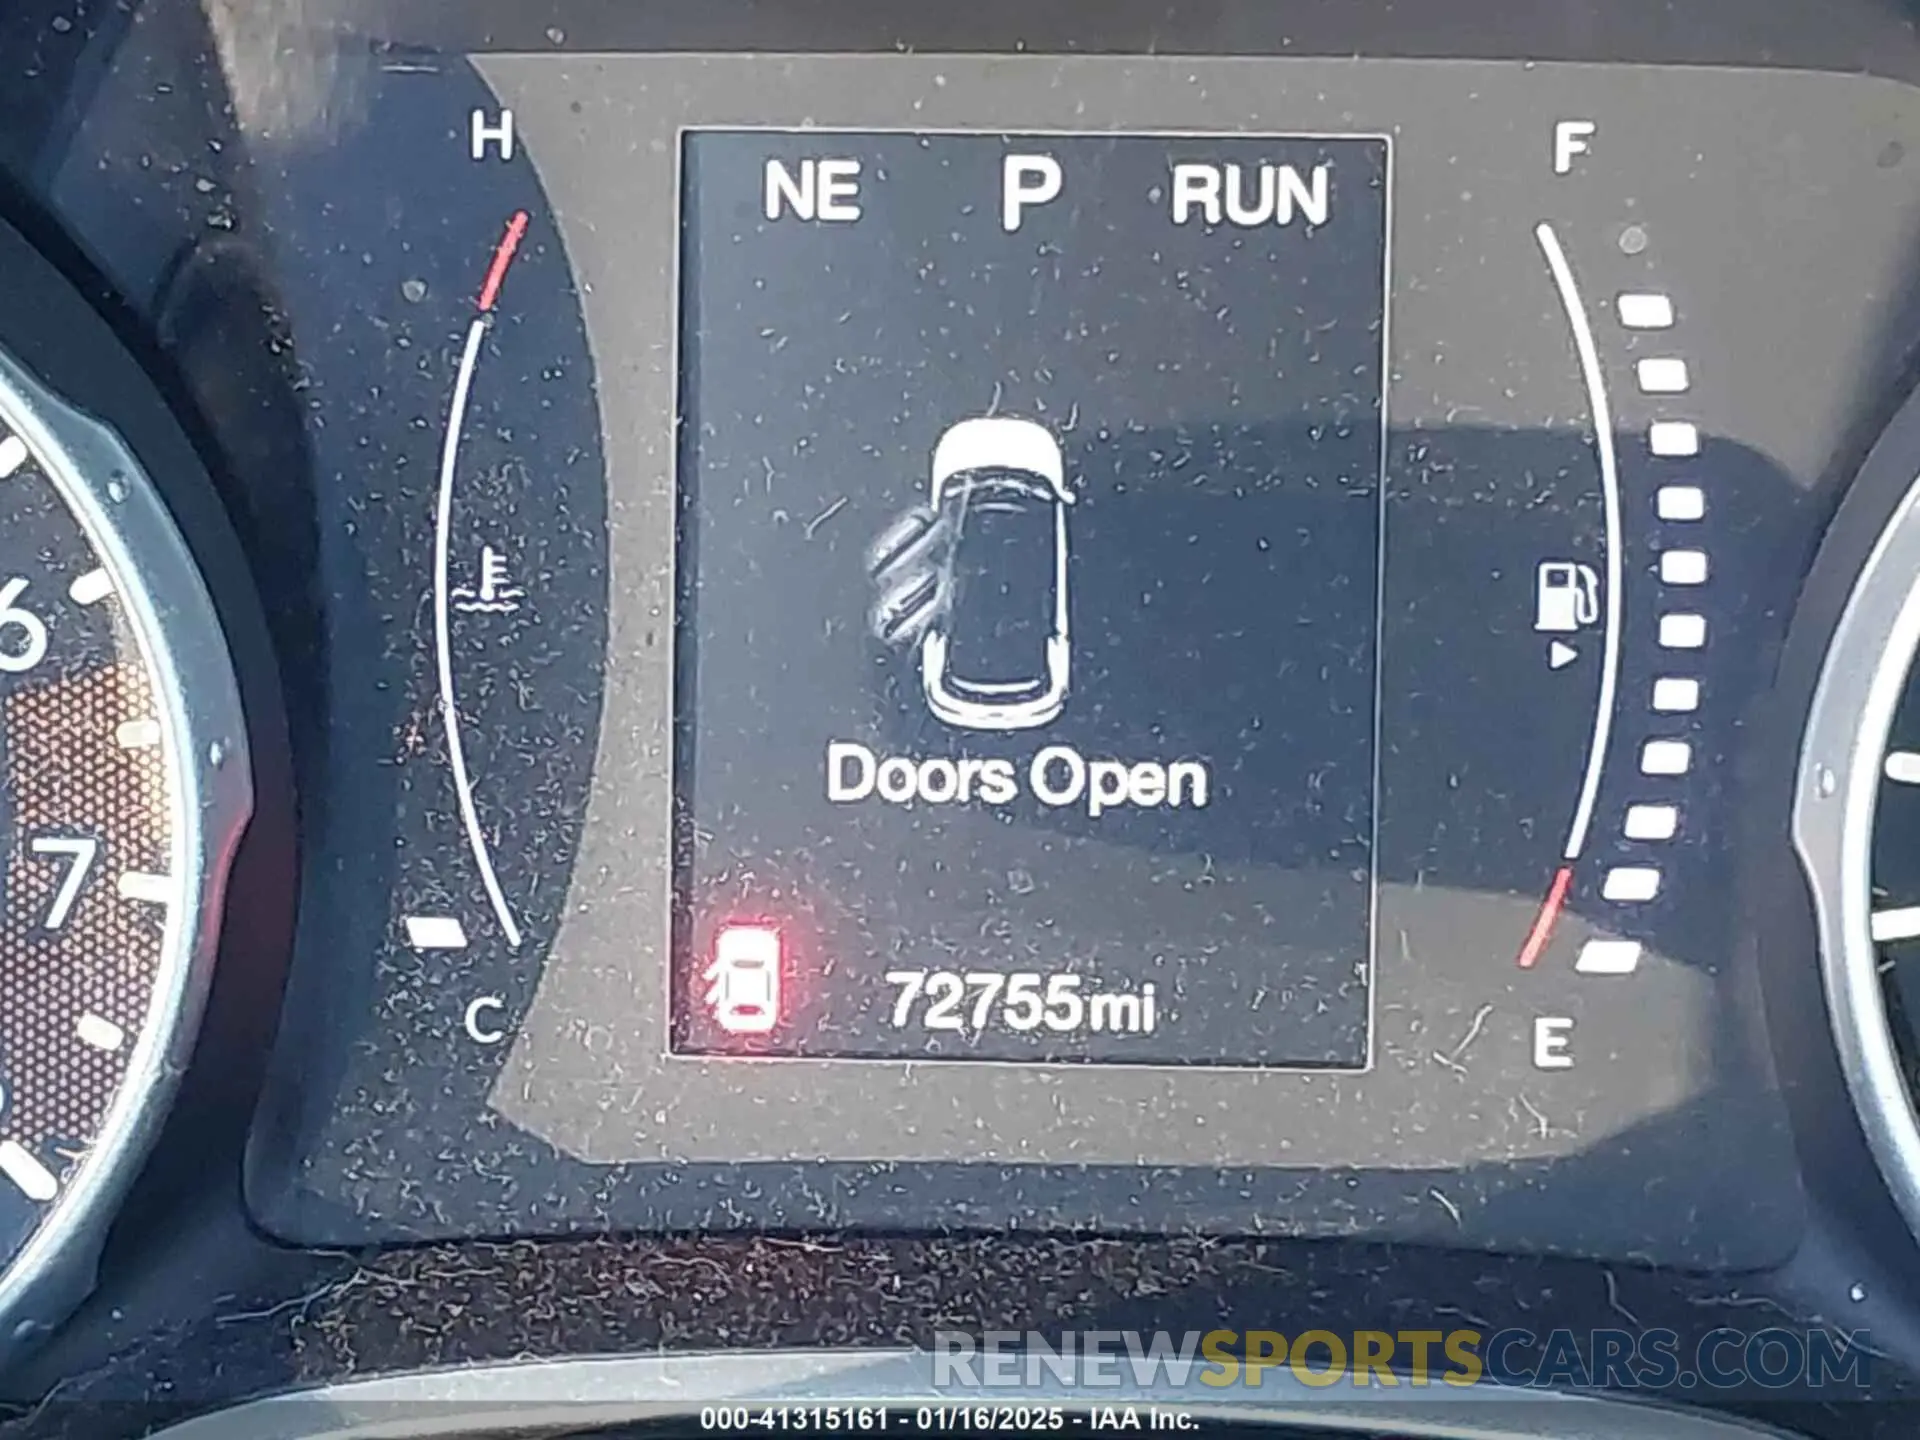 H
NE P RUN
F
6
Doors Open
7
72755mi
C
E
RENEWSPORTSCARS.COM
000-41315161 - 01/16/2025 - IAA Inc.